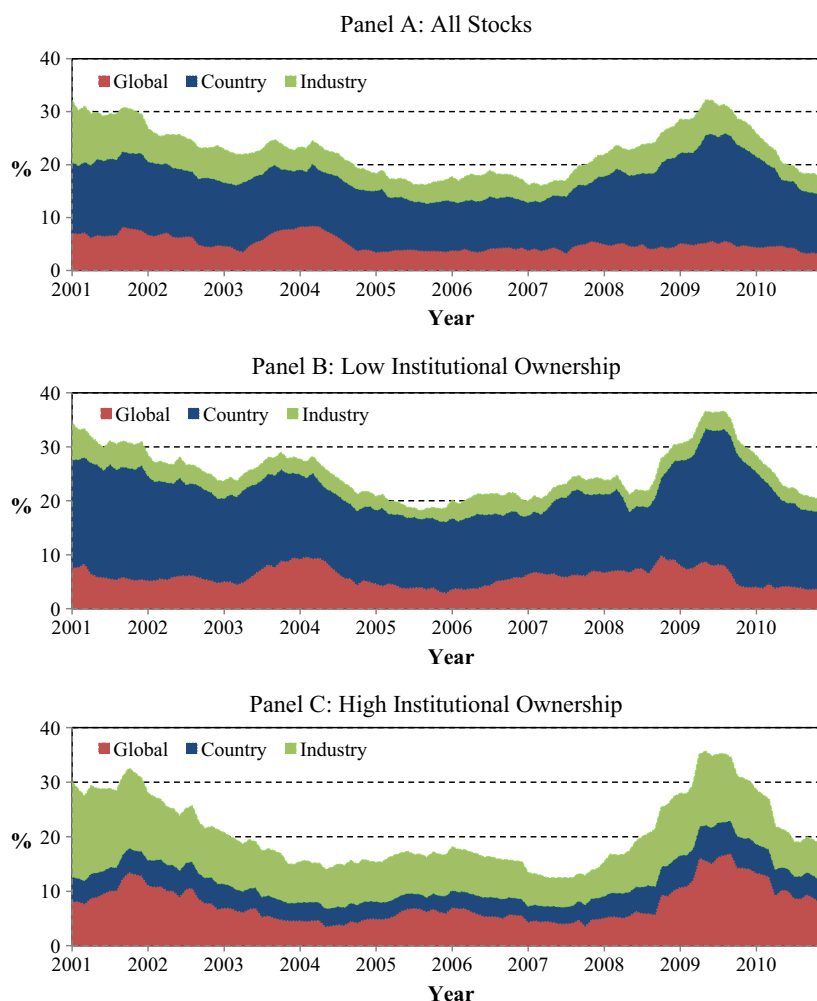 Panel A: All Stocks
40
Global Country Industry
30
%
20
10
0
2001 2002 2003 2004 2005 2006 2007 2008 2009 2010
Year
Panel B: Low Institutional Ownership
40
Global Country Industry
30
%
20
10
0
2001 2002 2003 2004 2005 2006 2007 2008 2009 2010
Year
Panel C: High Institutional Ownership
40
Global Country Industry
30
%
20
10
0
2001 2002 2003 2004 2005 2006 2007 2008 2009 2010
Year